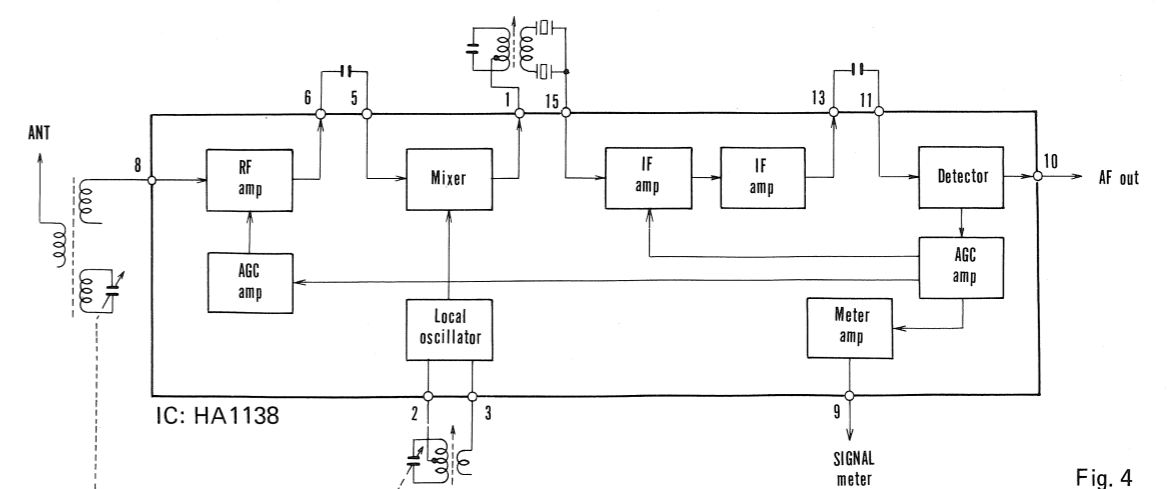 6
5
1
15
13
11
ANT
8
RF
amp
Mixer
IF
amp
IF
amp
Detector
10
AF out
AGC
amp
AGC
amp
Local
oscillator
Meter
amp
IC: HA1138
2
3
9
SIGNAL
meter
Fig. 4